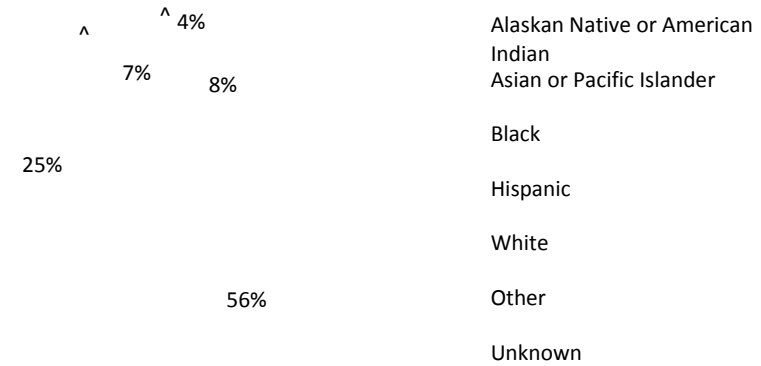 ^
^ 4%
7%
8%
25%
56%
Alaskan Native or American
Indian
Asian or Pacific Islander
Black
Hispanic
White
Other
Unknown